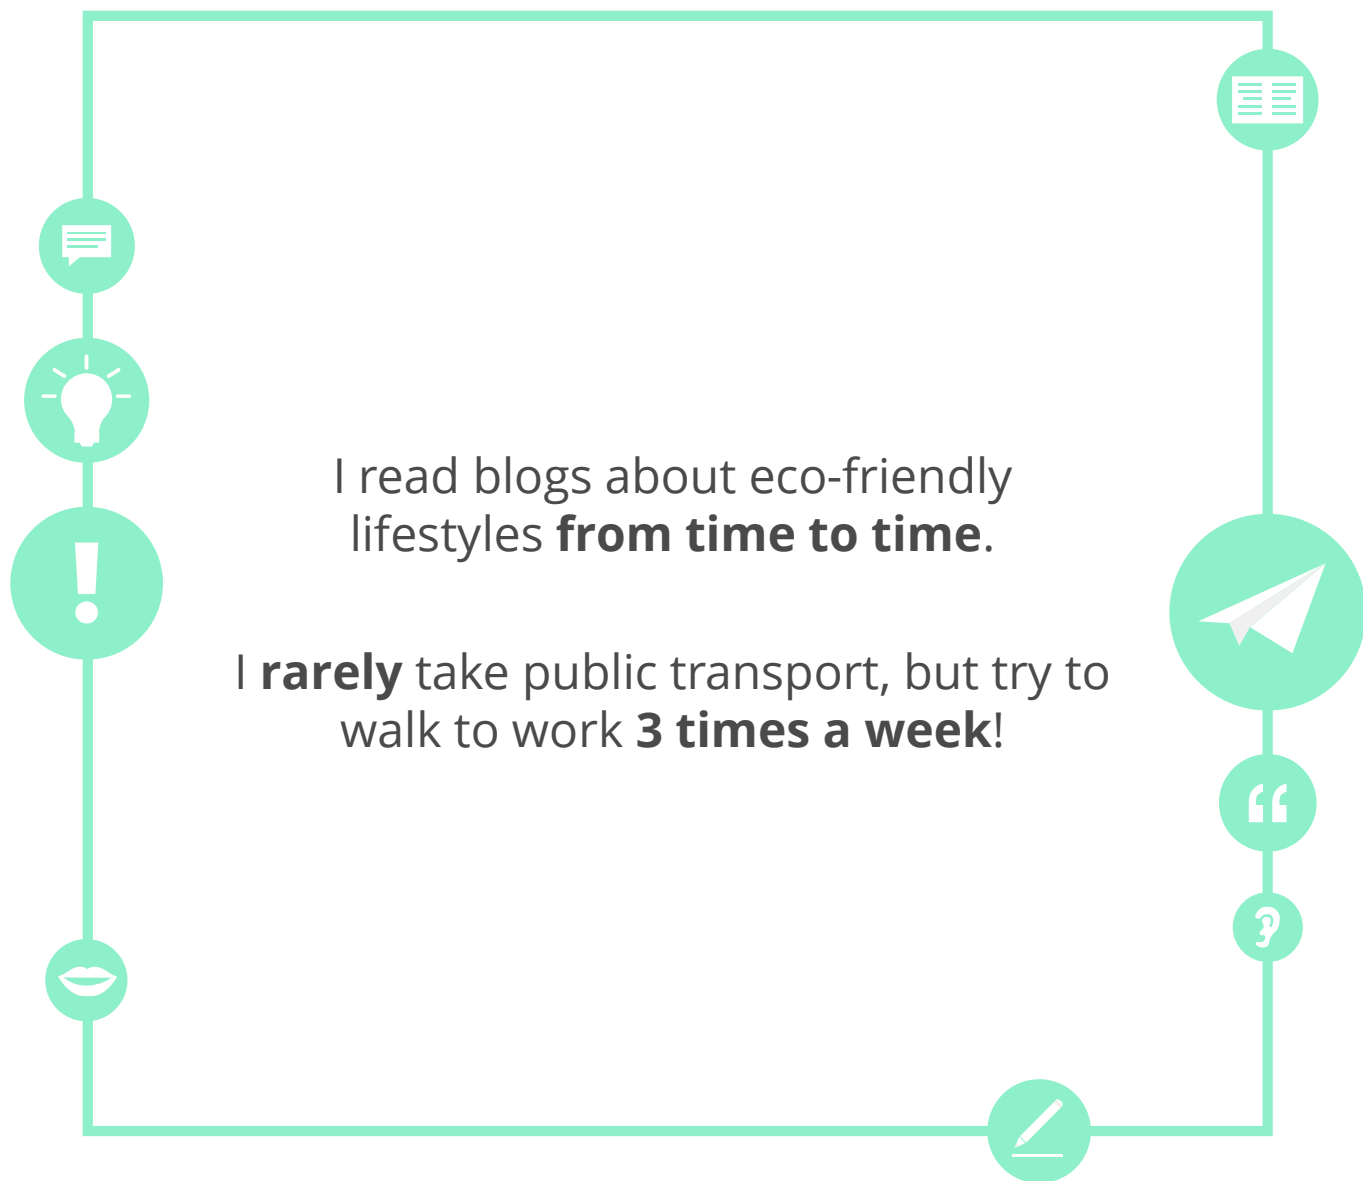 I read blogs about eco-friendly
lifestyles from time to time.
I rarely take public transport, but try to
walk to work 3 times a week!